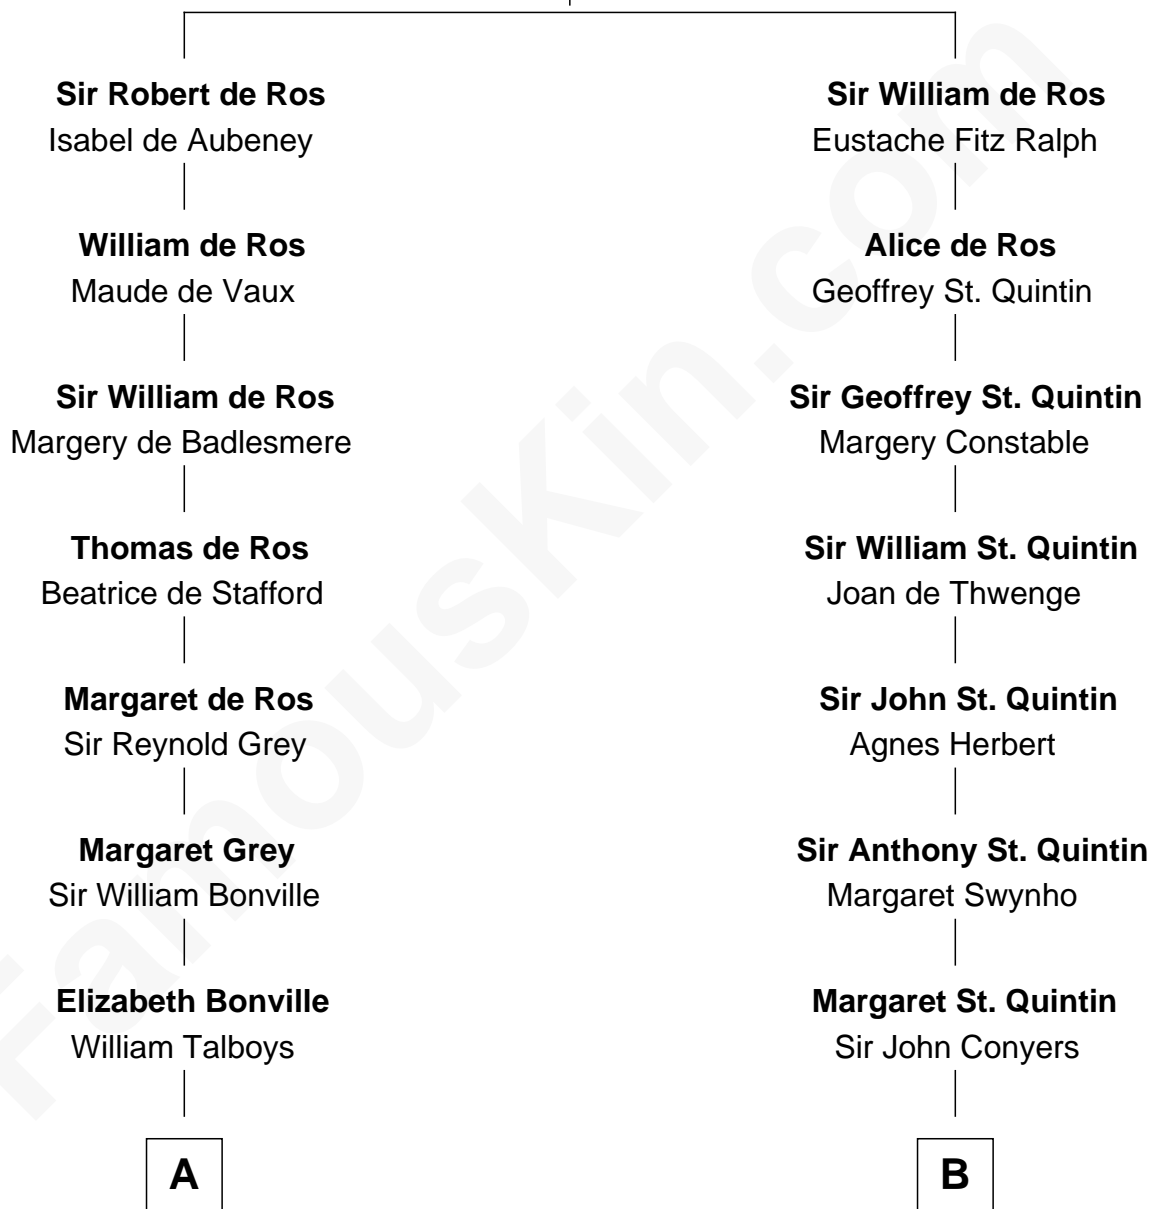 Sir Robert de Ros
Isabel de Aubeney
William de Ros
Maude de Vaux
Sir William de Ros
Margery de Badlesmere
Thomas de Ros
Beatrice de Stafford
Margaret de Ros
Sir Reynold Grey
Margaret Grey
Sir William Bonville
Elizabeth Bonville
William Talboys
A
Sir William de Ros
Eustache Fitz Ralph
Alice de Ros
Geoffrey St. Quintin
Sir Geoffrey St. Quintin
Margery Constable
Sir William St. Quintin
Joan de Thwenge
Sir John St. Quintin
Agnes Herbert
Sir Anthony St. Quintin
Margaret Swynho
Margaret St. Quintin
Sir John Conyers
B
FamousKin.com